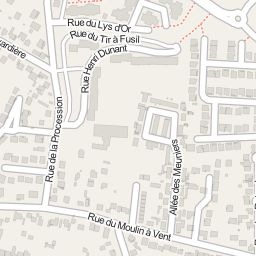 Rue du Lys d'Or
Rue du Tir à Fusil
Rue Henri Dunant
Rue de la Procession
Allée des Meuniers
Rue du Moulin à Vent